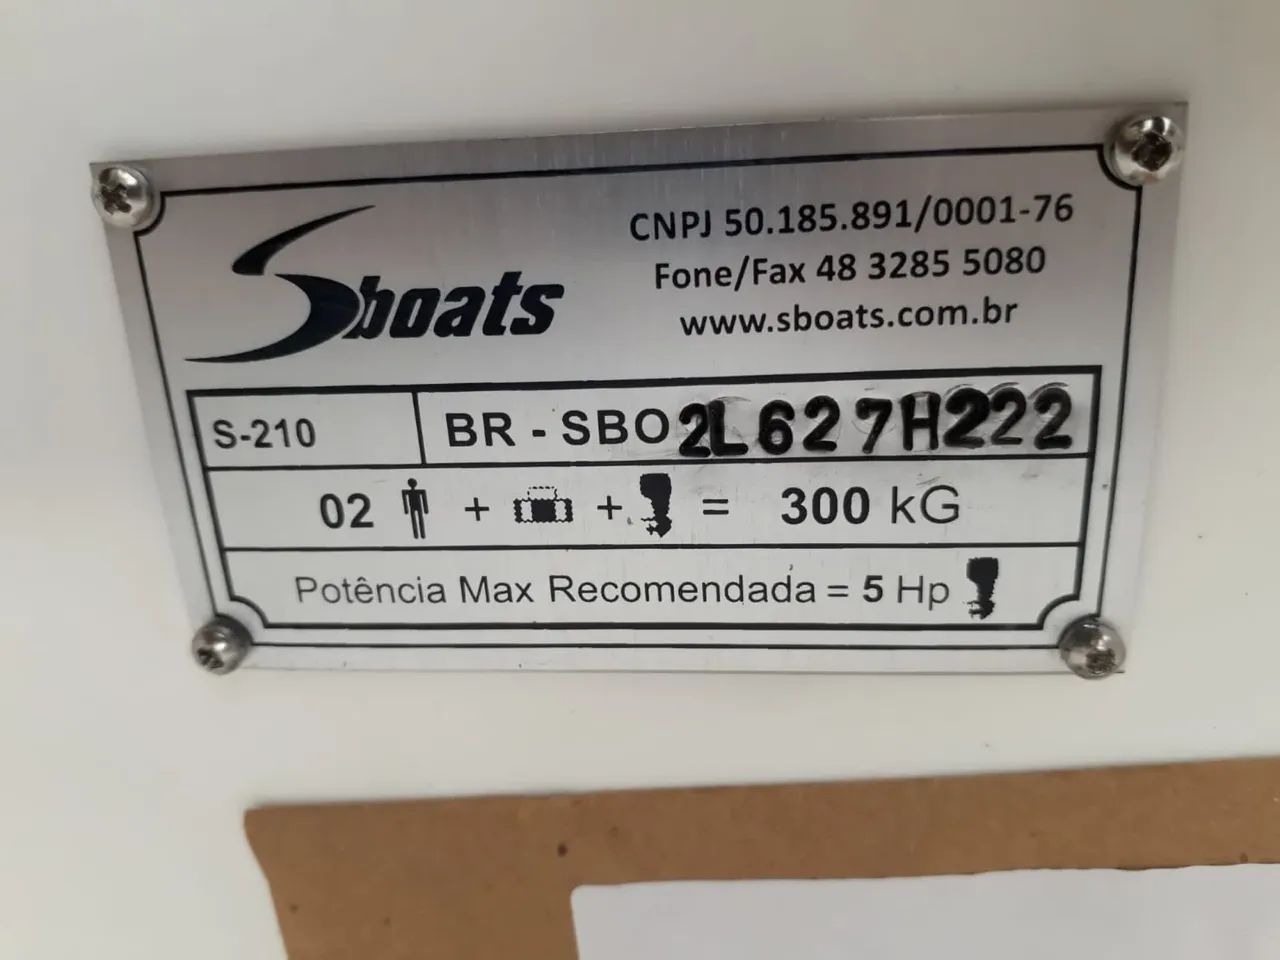 Sboats
CNPJ 50.185.891/0001-76
Fone/Fax 48 3285 5080
www.sboats.com.br
S-210
BR - SBO2L627H222
02 + + = 300 kG
Potência Max Recomendada = 5 Hp